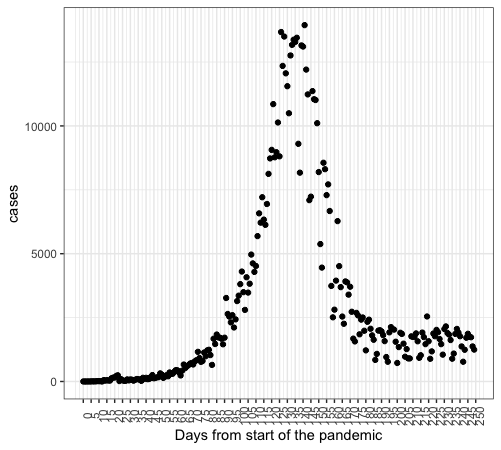 10000
5000
0
cases
0 5 10 15 20 25 30 35 40 45 50 55 60 65 70 75 80 85 90 95 100 105 110 115 120 125 130 135 140 145 150 155 160 165 170 175 180 185 190 195 200 205 210 215 220 225 230 235 240 245 250
Days from start of the pandemic